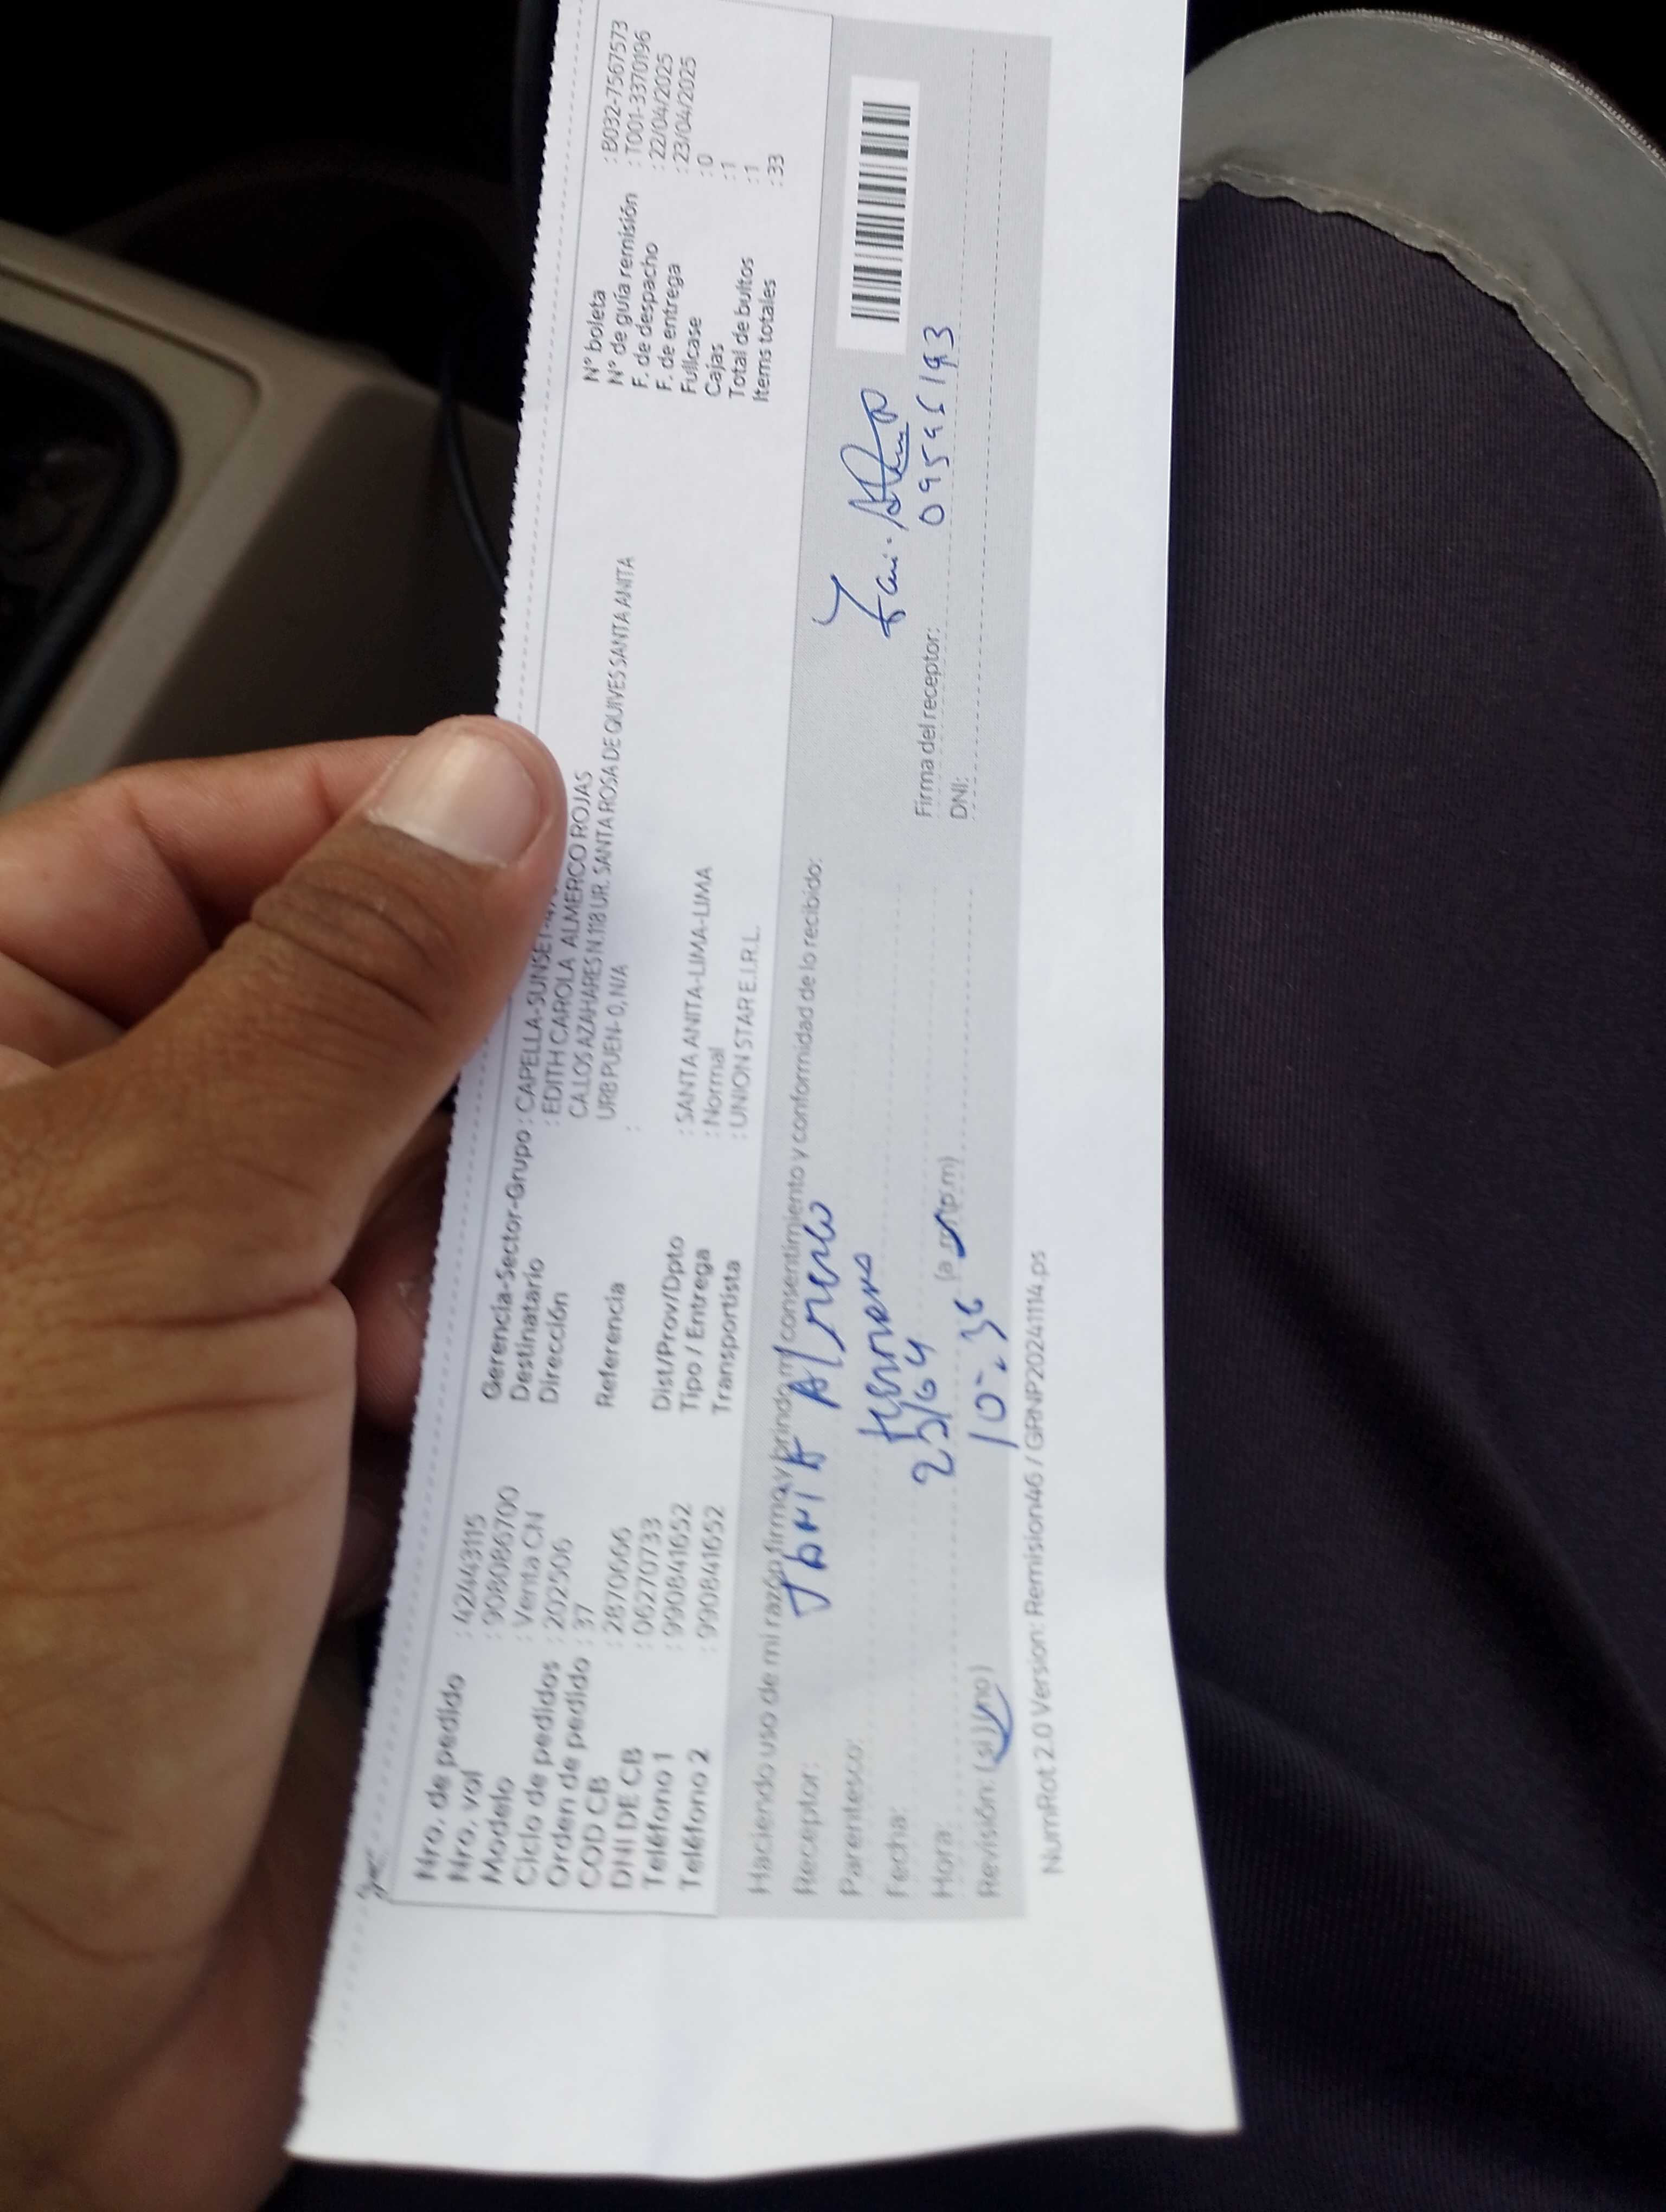 Nro. de pedido : 42443115
Nro. vol : 908086700
Modelo : Venta CN
Ciclo de pedidos : 202506
Orden de pedido : 37
COD CB : 2870666
DNI DE CB : 06270733
Teléfono 1 : 990841652
Teléfono 2 : 990841652
Gerencia-Sector-Grupo : CAPELLA-SUNSET
Destinatario : EDITH CAROLA ALMERCO ROJAS
Dirección CA.LOS AZAHARES N.118 UR. SANTA ROSA DE QUIVES SANTA ANITA
URB PUEN- 0, N/A
Referencia :
Dist/Prov/Dpto : SANTA ANITA-LIMA-LIMA
Tipo / Entrega : Normal
Transportista : UNION STAR E.I.R.L.
N° boleta : B032-7567573
N° de guía remisión : T001-3370196
F. de despacho : 22/04/2025
F. de entrega : 23/04/2025
Fullcase : 0
Cajas : 1
Total de bultos : 1
Items totales : 33
Haciendo uso de mi razón firmo y brindo mi consentimiento y conformidad de lo recibido:
Receptor: Almerco
Parentesco: hermana
Fecha: 23/04
Hora: 10:36 (a.m/p.m)
Revisión: (si)/no)
Firma del receptor:
DNI: 09596193
NumRot 2.0 Version: Remision46 / GRNP20241114.ps